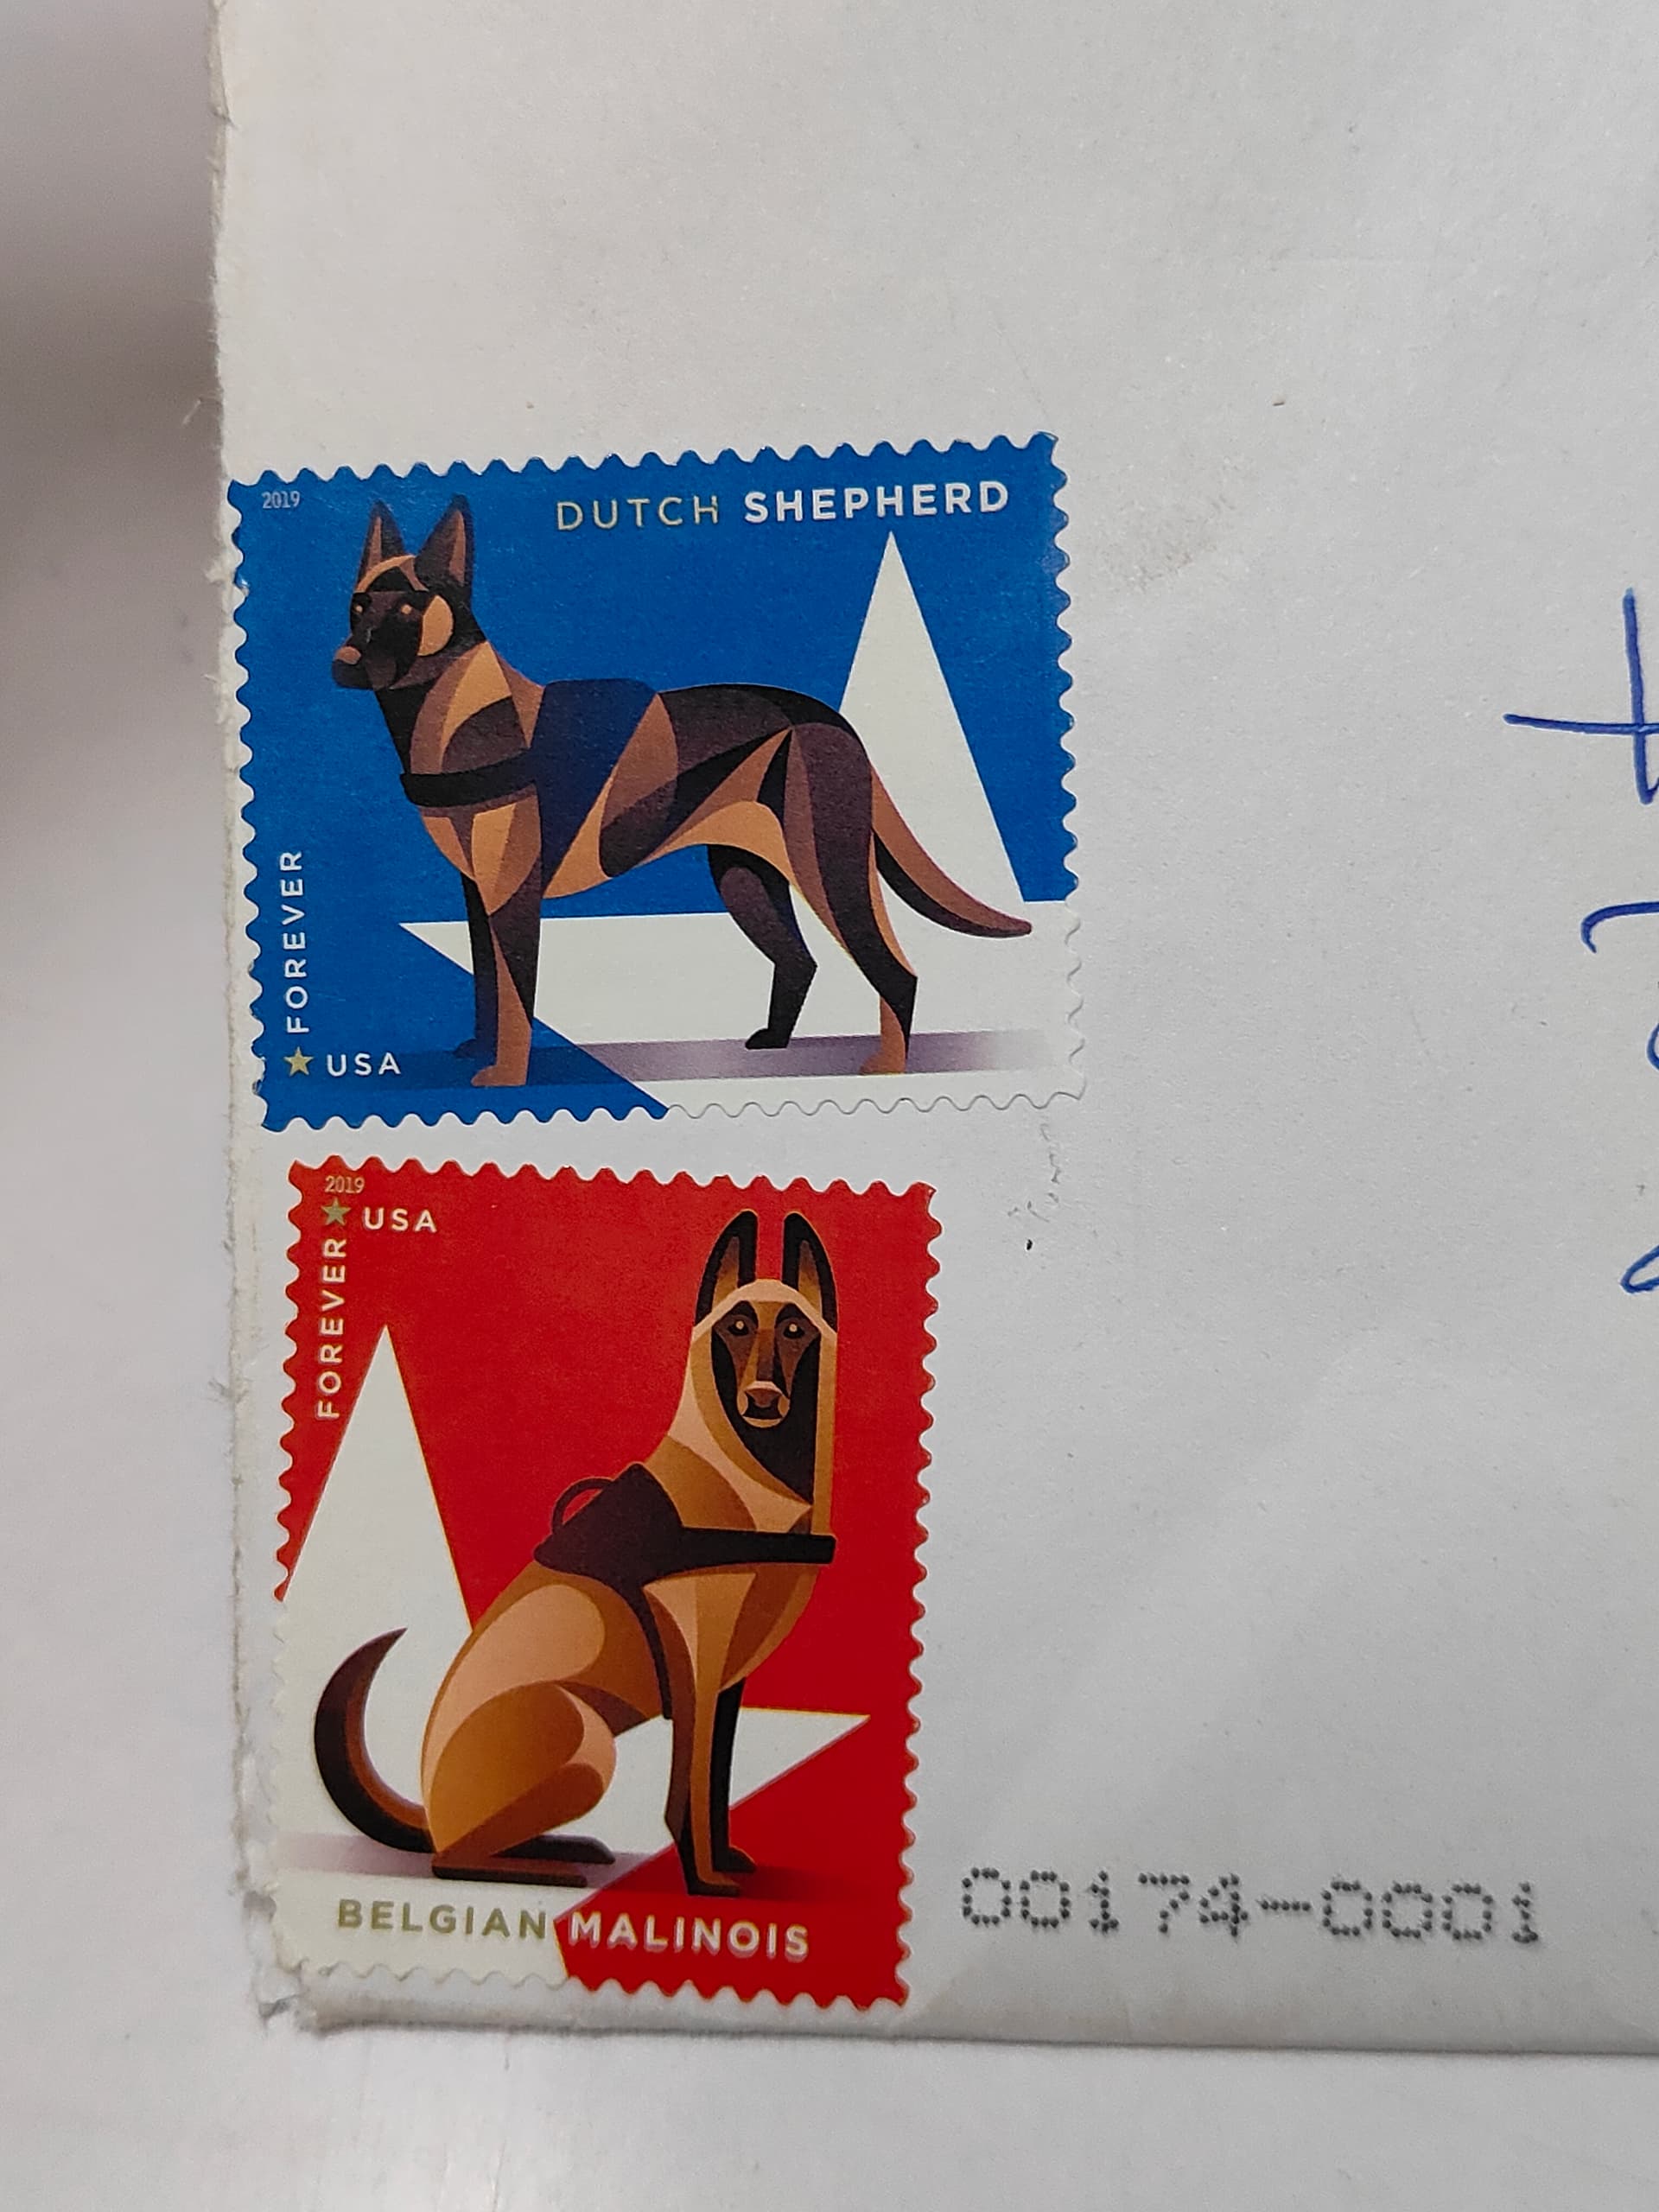 2019
DUTCH SHEPHERD
FOREVER
USA
2019
USA
FOREVER
BELGIAN MALINOIS
00174-0001